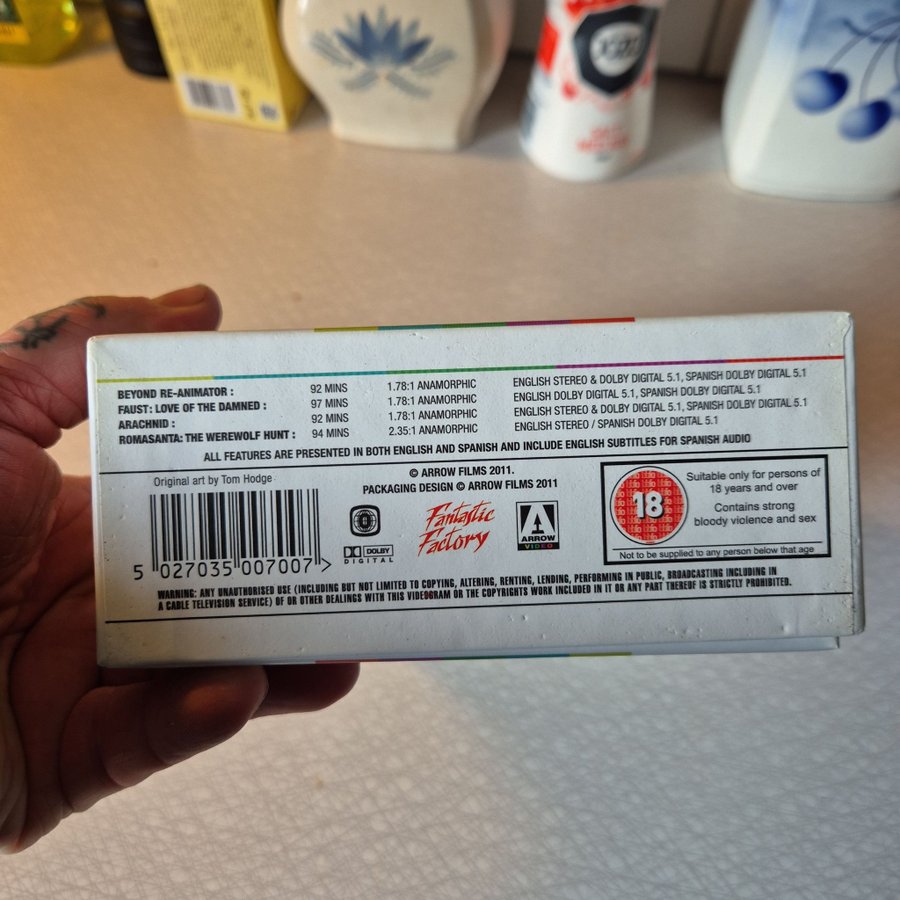 BEYOND RE-ANIMATOR : 92 MINS 1.78:1 ANAMORPHIC ENGLISH STEREO & DOLBY DIGITAL 5.1, SPANISH DOLBY DIGITAL 5.1
FAUST: LOVE OF THE DAMNED : 97 MINS 1.78:1 ANAMORPHIC ENGLISH DOLBY DIGITAL 5.1, SPANISH DOLBY DIGITAL 5.1
ARACHNID : 92 MINS 1.78:1 ANAMORPHIC ENGLISH STEREO & DOLBY DIGITAL 5.1, SPANISH DOLBY DIGITAL 5.1
ROMASANTA: THE WEREWOLF HUNT : 94 MINS 2.35:1 ANAMORPHIC ENGLISH STEREO / SPANISH DOLBY DIGITAL 5.1
ALL FEATURES ARE PRESENTED IN BOTH ENGLISH AND SPANISH AND INCLUDE ENGLISH SUBTITLES FOR SPANISH AUDIO
Original art by Tom Hodge
© ARROW FILMS 2011.
PACKAGING DESIGN © ARROW FILMS 2011
5 027035 007007 >
DOLBY
DIGITAL
Fantastic
Factory
ARROW
VIDEO
18
Suitable only for persons of
18 years and over
Contains strong
bloody violence and sex
Not to be supplied to any person below that age
WARNING: ANY UNAUTHORISED USE (INCLUDING BUT NOT LIMITED TO COPYING, ALTERING, RENTING, LENDING, PERFORMING IN PUBLIC, BROADCASTING INCLUDING IN
A CABLE TELEVISION SERVICE) OF OR OTHER DEALINGS WITH THIS VIDEOGRAM OR THE COPYRIGHTS WORK INCLUDED IN IT OR ANY PART THEREOF IS STRICTLY PROHIBITED.